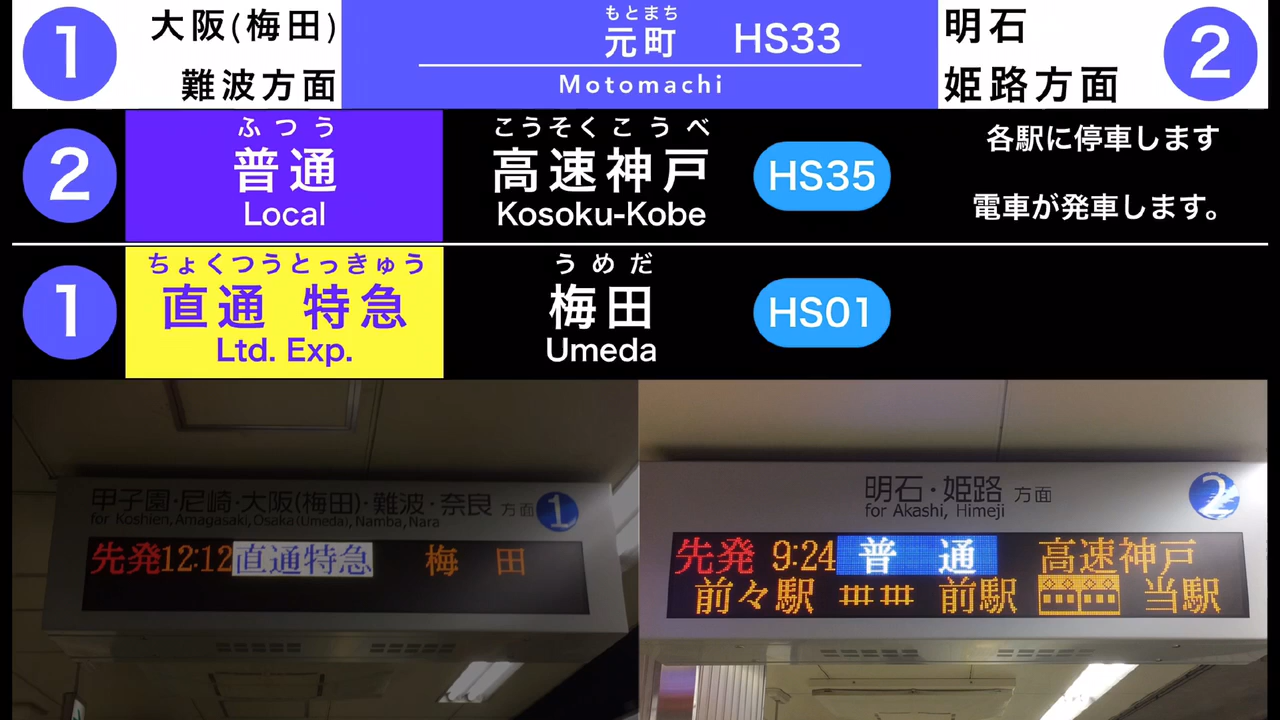 1
大阪(梅田)
難波方面
もとまち
元町 HS33
Motomachi
明石
姫路方面
2
2
ふつう
普通
Local
こうそくこうべ
高速神戸
Kosoku-Kobe
HS35
各駅に停車します
電車が発車します。
1
ちょくつうとっきゅう
直通 特急
Ltd. Exp.
うめだ
梅田
Umeda
HS01
甲子園・尼崎・大阪(梅田)・難波・奈良 方面 1
for Koshien, Amagasaki, Osaka(Umeda), Namba, Nara
先発 12:12 直通特急 梅田
明石・姫路 方面 2
for Akashi, Himeji
先発 9:24 普通 高速神戸
前々駅 前駅 当駅